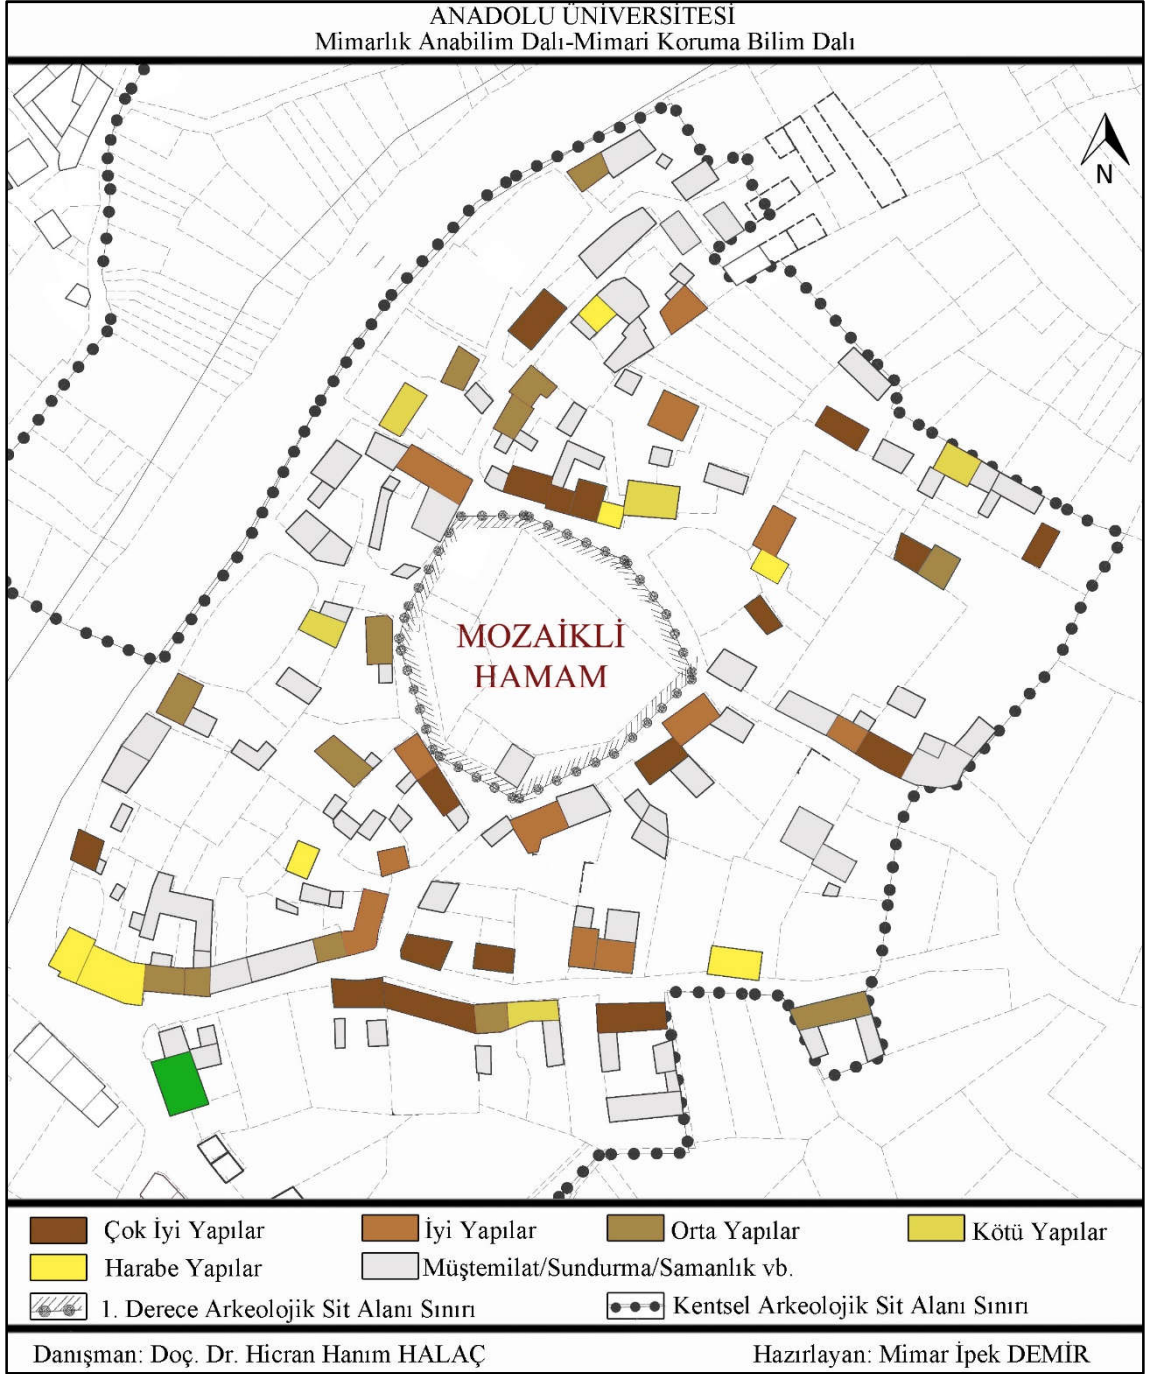 ANADOLU ÜNİVERSİTESİ
Mimarlık Anabilim Dalı-Mimari Koruma Bilim Dalı
N
MOZAİKLİ
HAMAM
Çok İyi Yapılar
İyi Yapılar
Orta Yapılar
Kötü Yapılar
Harabe Yapılar
Müştemilat/Sundurma/Samanlık vb.
1. Derece Arkeolojik Sit Alanı Sınırı
Kentsel Arkeolojik Sit Alanı Sınırı
Danışman: Doç. Dr. Hicran Hanım HALAÇ
Hazırlayan: Mimar İpek DEMİR